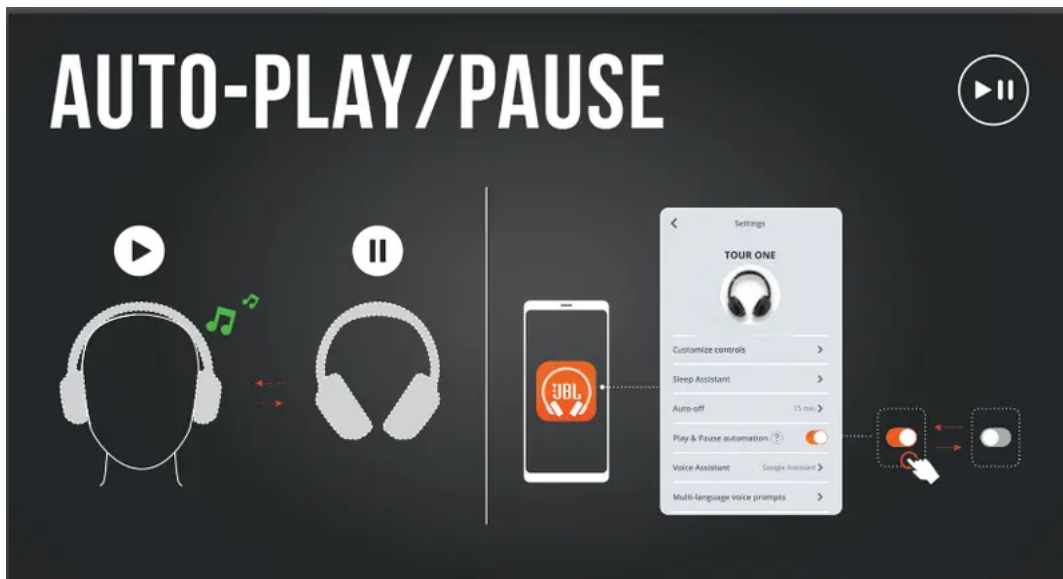 AUTO-PLAY/PAUSE
Settings
TOUR ONE
Customize controls
Sleep Assistant
Auto-off 15 min
Play & Pause automation ?
Voice Assistant Google Assistant
Multi-language voice prompts
JBL